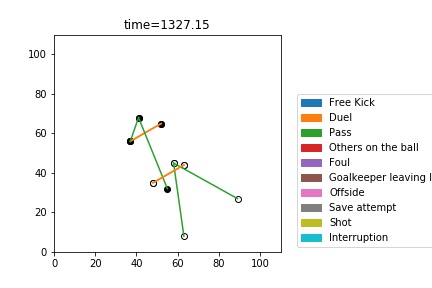 time=1327.15
100
80
60
40
20
0
0 20 40 60 80 100
Free Kick
Duel
Pass
Others on the ball
Foul
Goalkeeper leaving l
Offside
Save attempt
Shot
Interruption